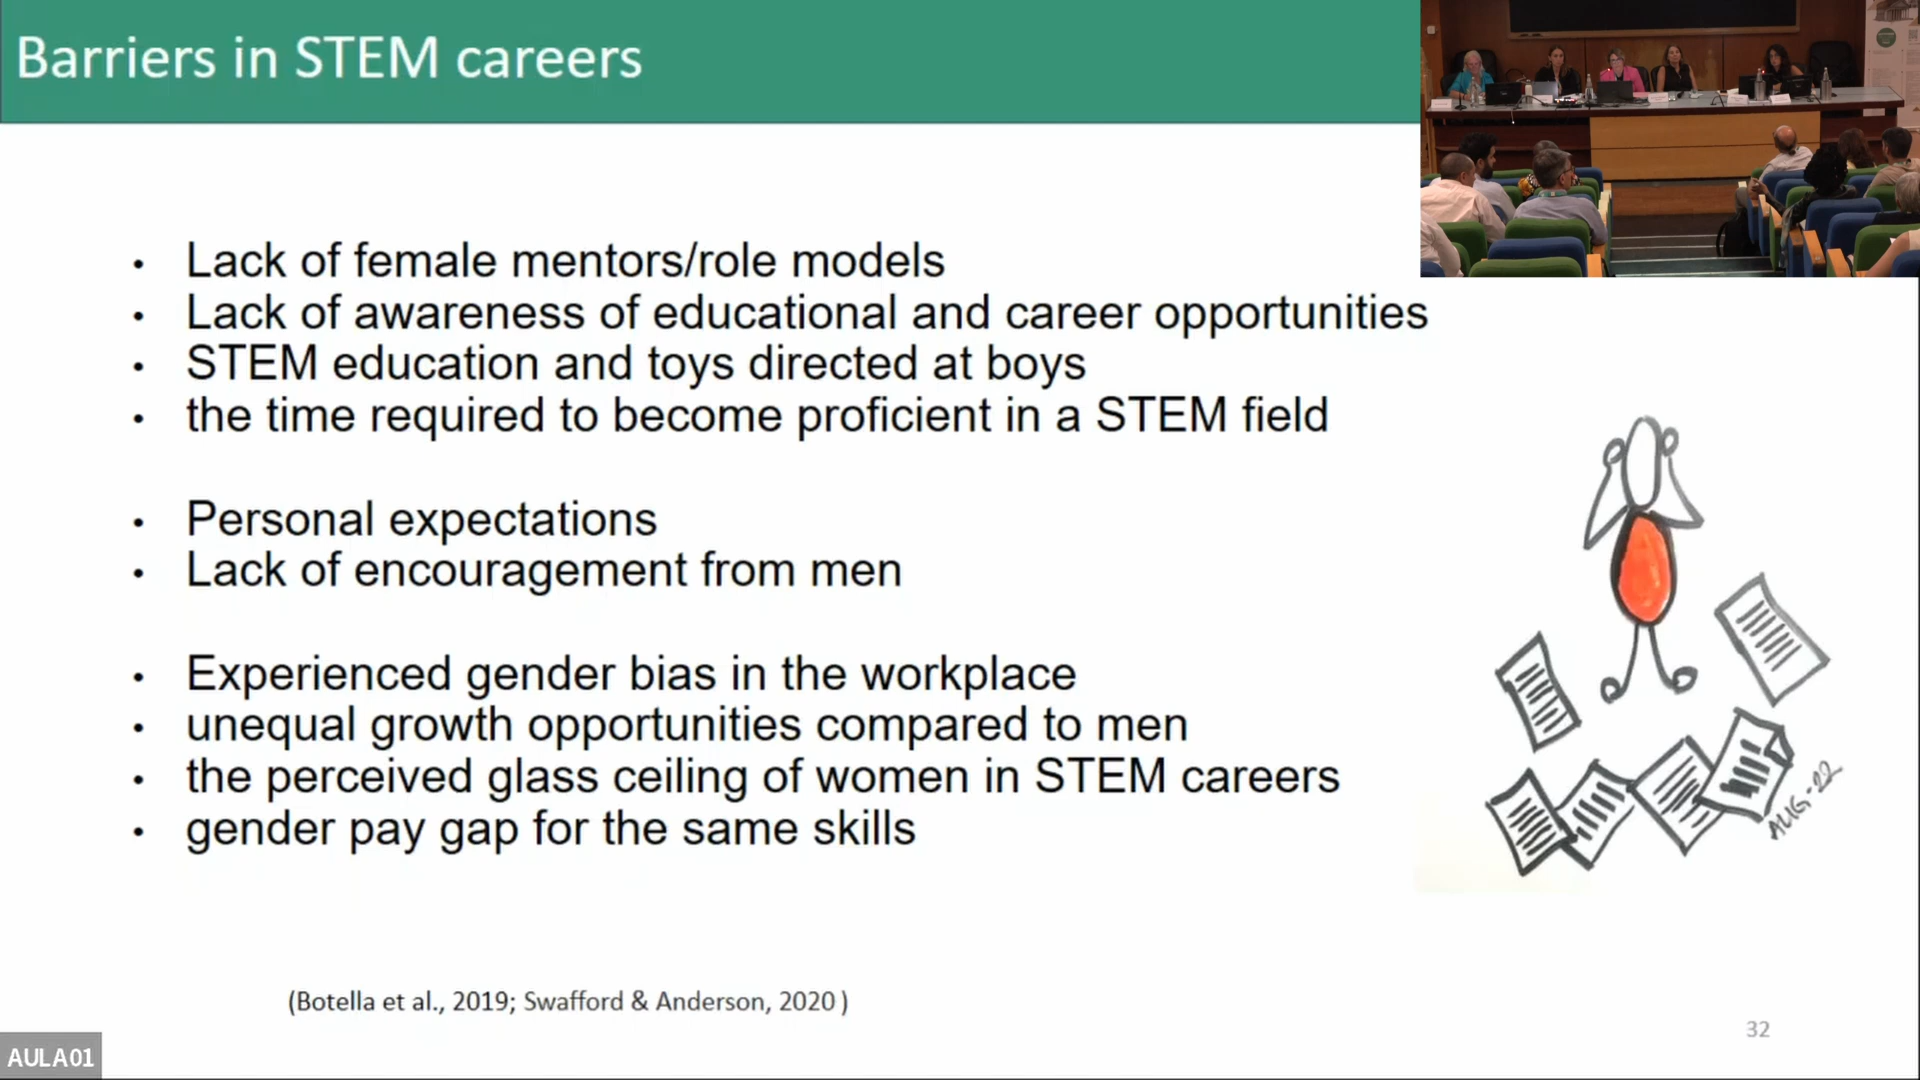 Barriers in STEM careers
• Lack of female mentors/role models
• Lack of awareness of educational and career opportunities
• STEM education and toys directed at boys
• the time required to become proficient in a STEM field
• Personal expectations
• Lack of encouragement from men
• Experienced gender bias in the workplace
• unequal growth opportunities compared to men
• the perceived glass ceiling of women in STEM careers
• gender pay gap for the same skills
AUG-22
(Botella et al., 2019; Swafford & Anderson, 2020 )
32
AULA01